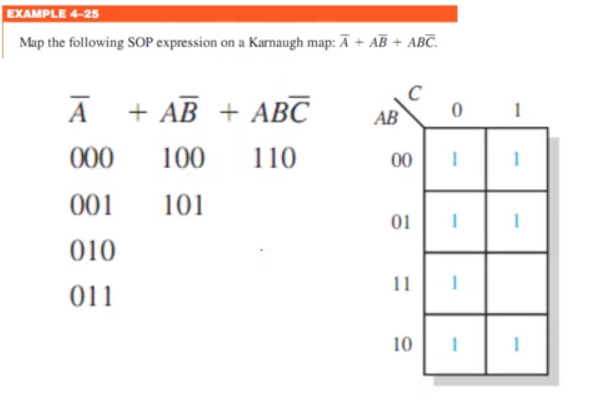 EXAMPLE 4–25
Map the following SOP expression on a Karnaugh map: A̅ + AB̅ + ABC̅.
A̅ + AB̅ + ABC̅
000 100 110
001 101
010
011
C
AB 0 1
00 1 1
01 1 1
11 1
10 1 1